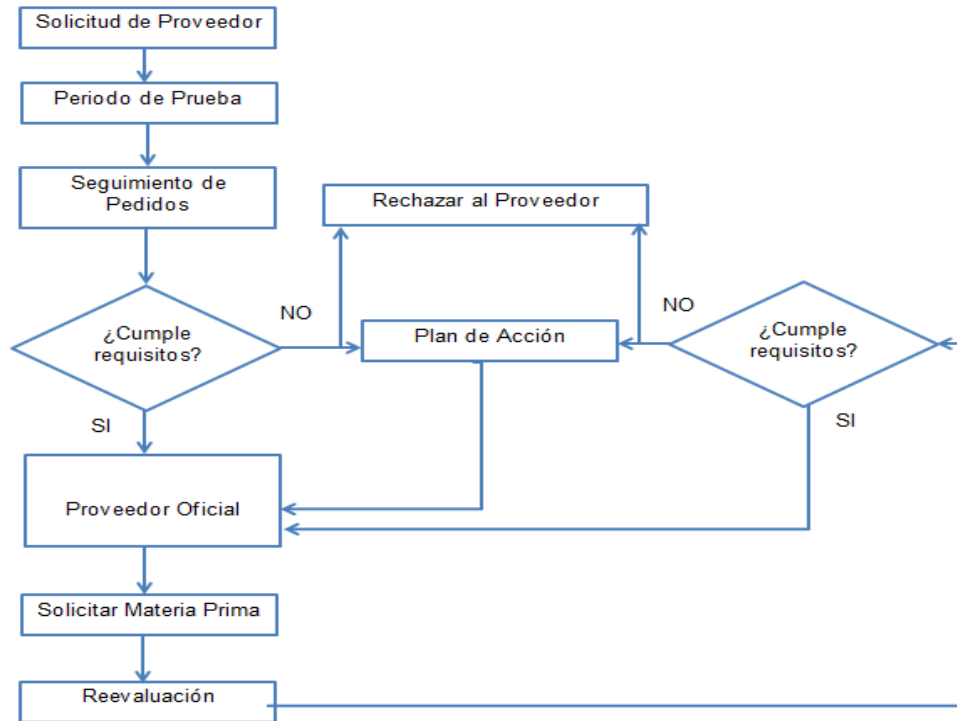 Solicitud de Proveedor
Periodo de Prueba
Seguimiento de
Pedidos
Rechazar al Proveedor
¿Cumple
requisitos?
NO
Plan de Acción
NO
¿Cumple
requisitos?
SI
SI
Proveedor Oficial
Solicitar Materia Prima
Reevaluación